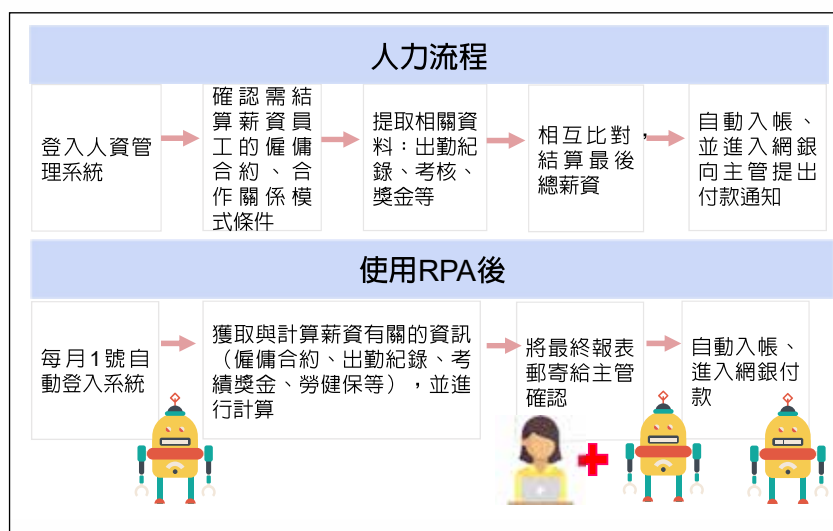 人力流程
登入人資管
理系統
確認需結
算薪資員
工的僱傭
合約、合
作關係模
式條件
提取相關資
料：出勤紀
錄、考核、
獎金等
相互比對，
結算最後
總薪資
自動入帳、
並進入網銀
向主管提出
付款通知
使用RPA後
每月1號自
動登入系統
獲取與計算薪資有關的資訊
（僱傭合約、出勤紀錄、考
績獎金、勞健保等），並進
行計算
將最終報表
郵寄給主管
確認
自動入帳、
進入網銀付
款